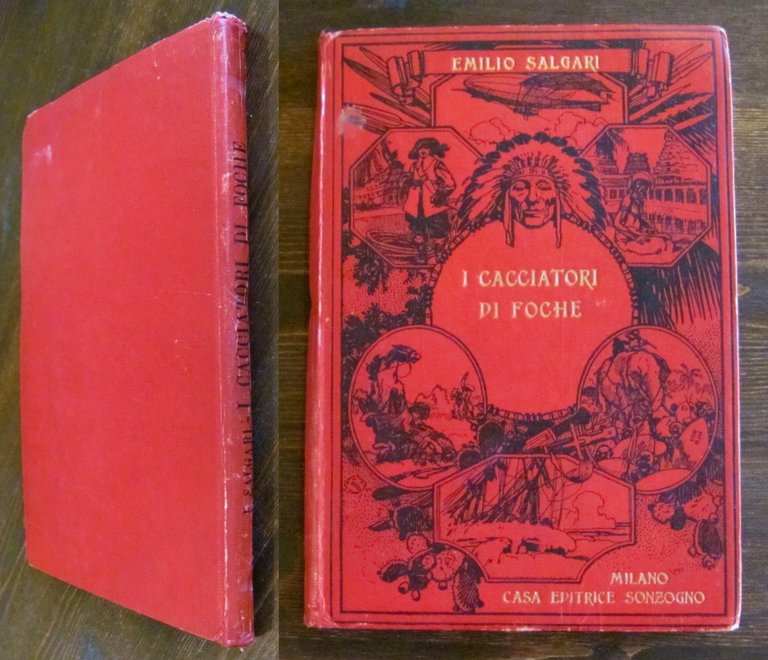 E. SALGARI - I CACCIATORI DI FOCHE
EMILIO SALGARI
I CACCIATORI
DI FOCHE
MILANO
CASA EDITRICE SONZOGNO